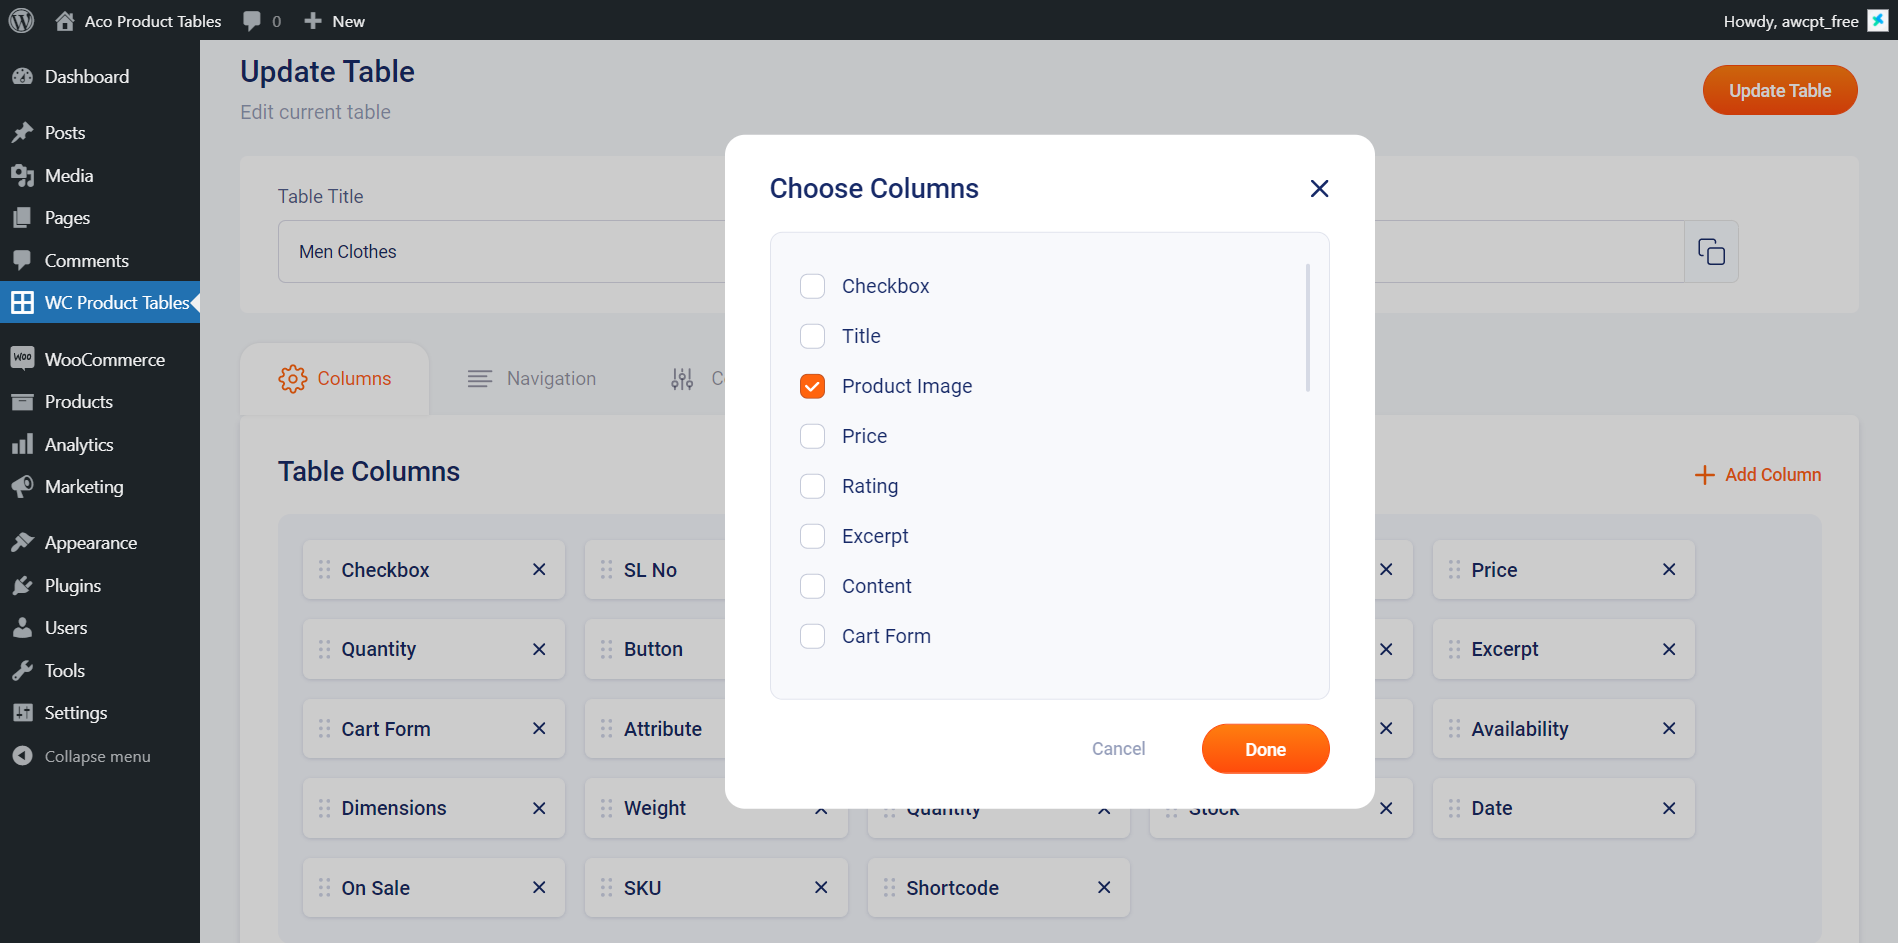 Aco Product Tables
0
New
Howdy, awcpt_free
Dashboard
Posts
Media
Pages
Comments
WC Product Tables
Woo
WooCommerce
Products
Analytics
Marketing
Appearance
Plugins
Users
Tools
Settings
Collapse menu
Update Table
Edit current table
Update Table
Table Title
Men Clothes
Columns
Navigation
C
Table Columns
Add Column
Checkbox
SL No
Price
Quantity
Button
Excerpt
Cart Form
Attribute
Availability
Dimensions
Weight
Quantity
Stock
Date
On Sale
SKU
Shortcode
Choose Columns
Checkbox
Title
Product Image
Price
Rating
Excerpt
Content
Cart Form
Cancel
Done